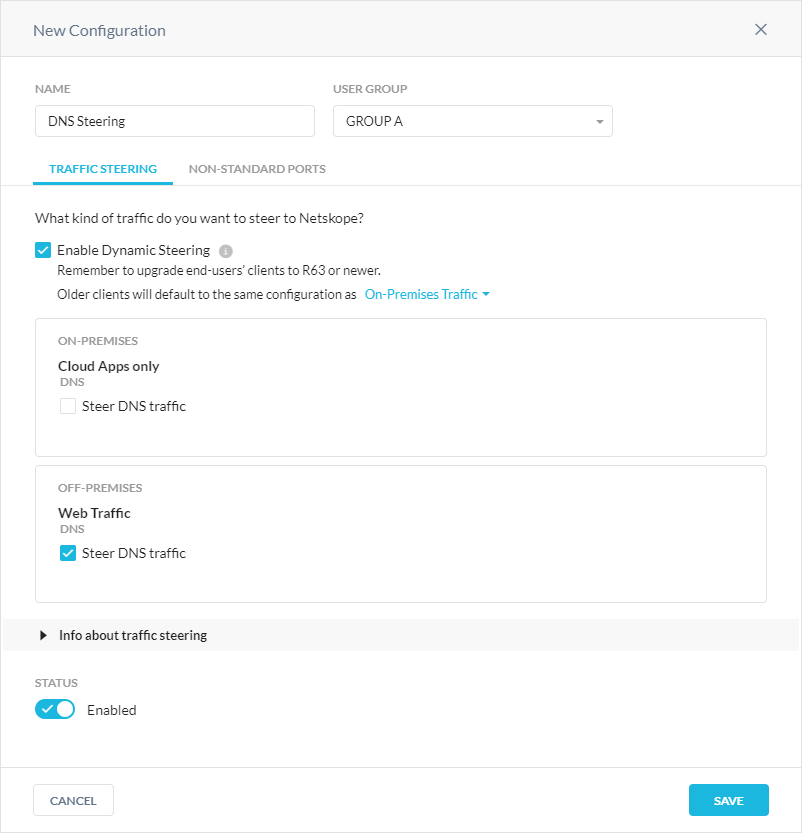 New Configuration
NAME
USER GROUP
DNS Steering
GROUP A
TRAFFIC STEERING
NON-STANDARD PORTS
What kind of traffic do you want to steer to Netskope?
Enable Dynamic Steering
Remember to upgrade end-users' clients to R63 or newer.
Older clients will default to the same configuration as On-Premises Traffic
ON-PREMISES
Cloud Apps only
DNS
Steer DNS traffic
OFF-PREMISES
Web Traffic
DNS
Steer DNS traffic
Info about traffic steering
STATUS
Enabled
CANCEL
SAVE